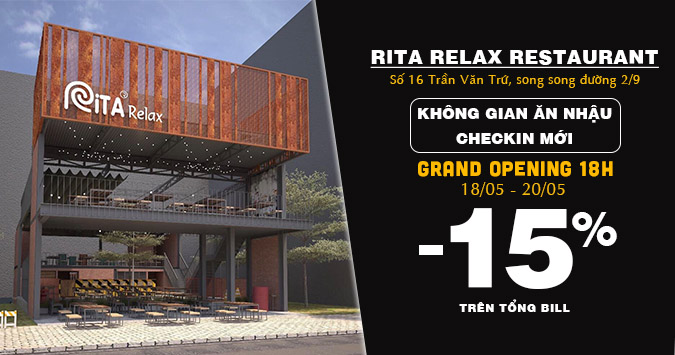 RiTA Relax
RITA RELAX RESTAURANT
Số 16 Trần Văn Trứ, song song đường 2/9
KHÔNG GIAN ĂN NHẬU
CHECKIN MỚI
GRAND OPENING 18H
18/05 - 20/05
-15%
TRÊN TỔNG BILL